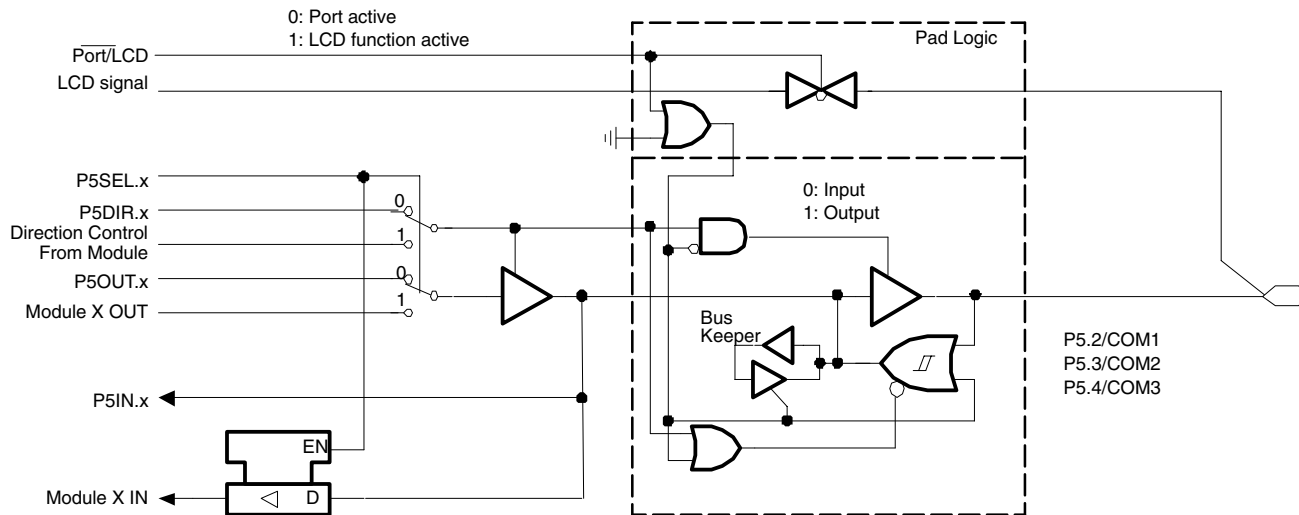 0: Port active
1: LCD function active
Pad Logic
Port/LCD
LCD signal
P5SEL.x
0
P5DIR.x
Direction Control
From Module
1
0
P5OUT.x
1
Module X OUT
0: Input
1: Output
Bus
Keeper
P5.2/COM1
P5.3/COM2
P5.4/COM3
P5IN.x
EN
D
Module X IN